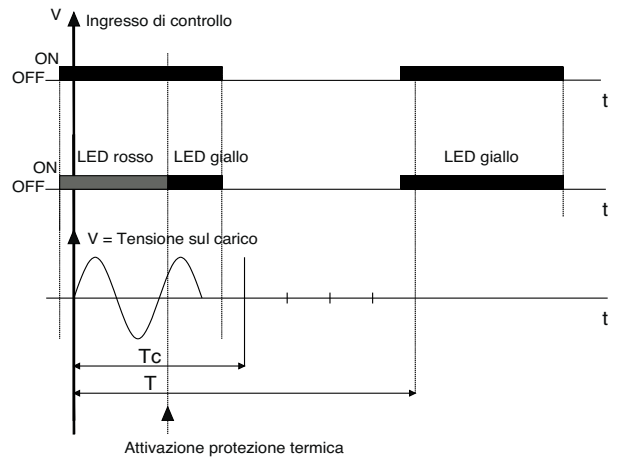 V
Ingresso di controllo
ON
OFF
t
LED rosso
LED giallo
LED giallo
ON
OFF
t
V = Tensione sul carico
t
Tc
T
Attivazione protezione termica